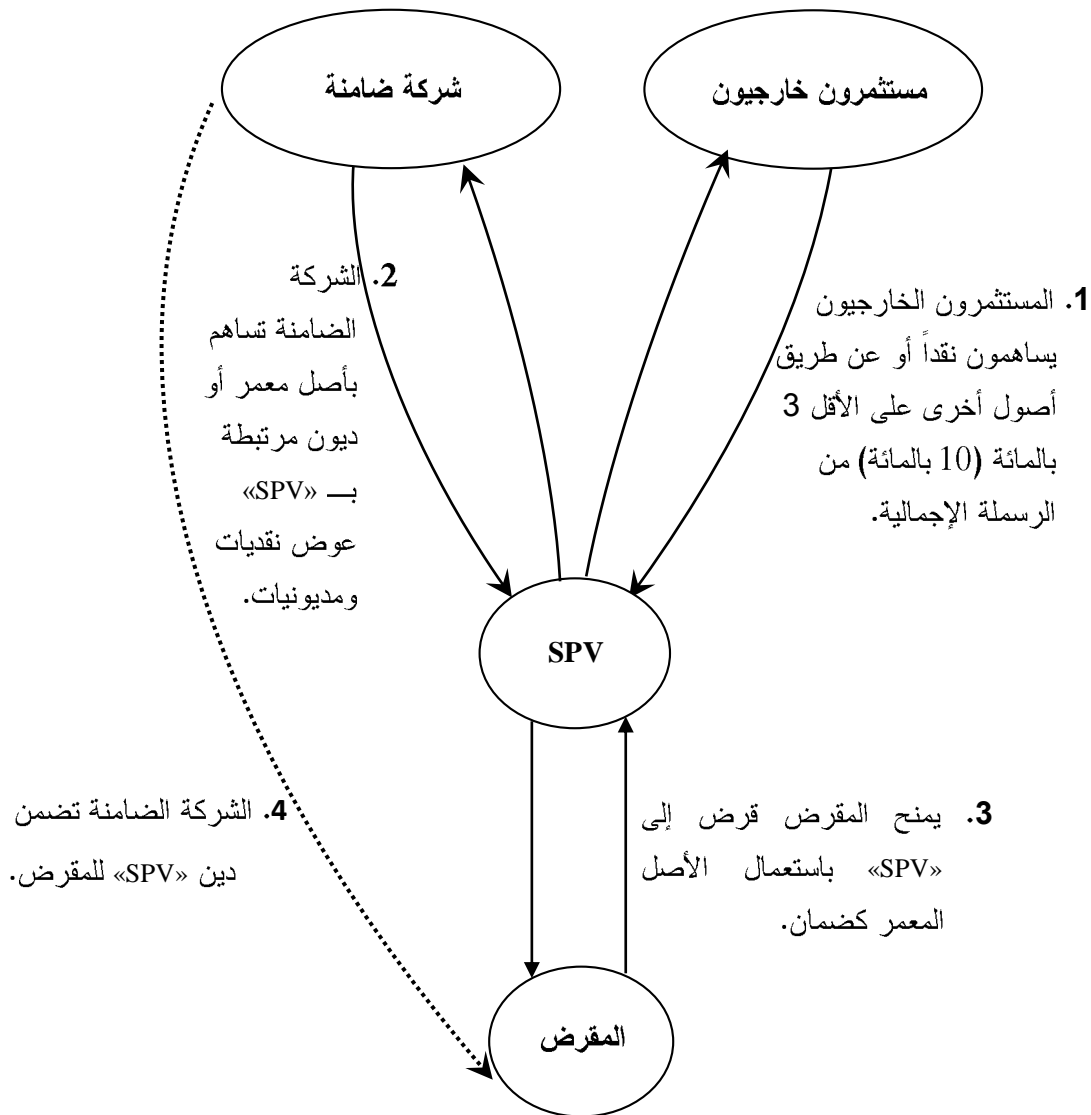 شركة ضامنة
مستثمرون خارجيون
1. المستثمرون الخارجيون
يساهمون نقداً أو عن طريق
أصول أخرى على الأقل 3
بالمائة (10 بالمائة) من
الرسملة الإجمالية.
2. الشركة
الضامنة تساهم
بأصل معمر أو
ديون مرتبطة
بـــ «SPV»
عوض نقديات
ومديونيات.
SPV
3. يمنح المقرض قرض إلى
«SPV» باستعمال الأصل
المعمر كضمان.
4. الشركة الضامنة تضمن
دين «SPV» للمقرض.
المقرض